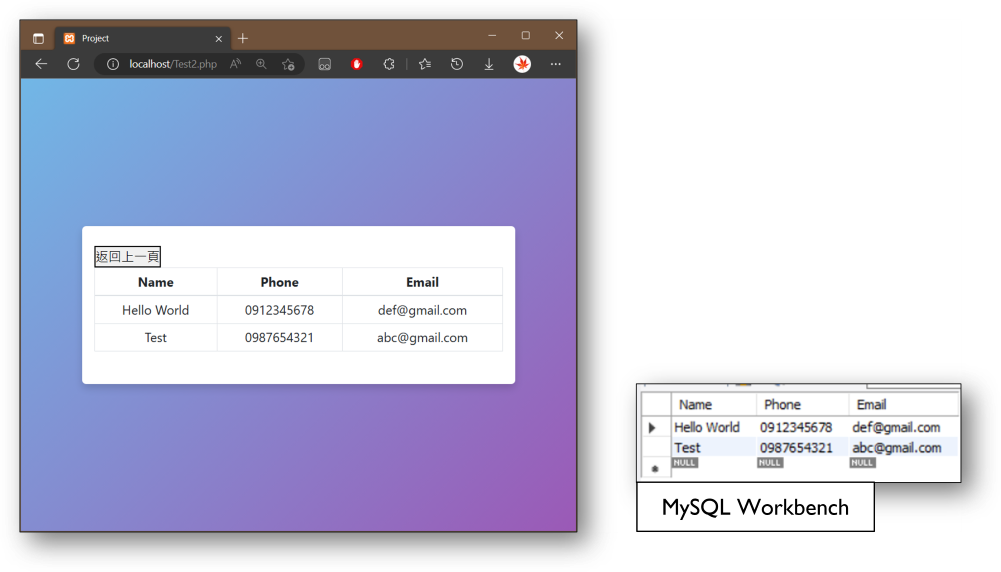 Project
localhost/Test2.php
返回上一頁
Name Phone Email
Hello World 0912345678 def@gmail.com
Test 0987654321 abc@gmail.com
Name Phone Email
Hello World 0912345678 def@gmail.com
Test 0987654321 abc@gmail.com
NULL NULL NULL
MySQL Workbench